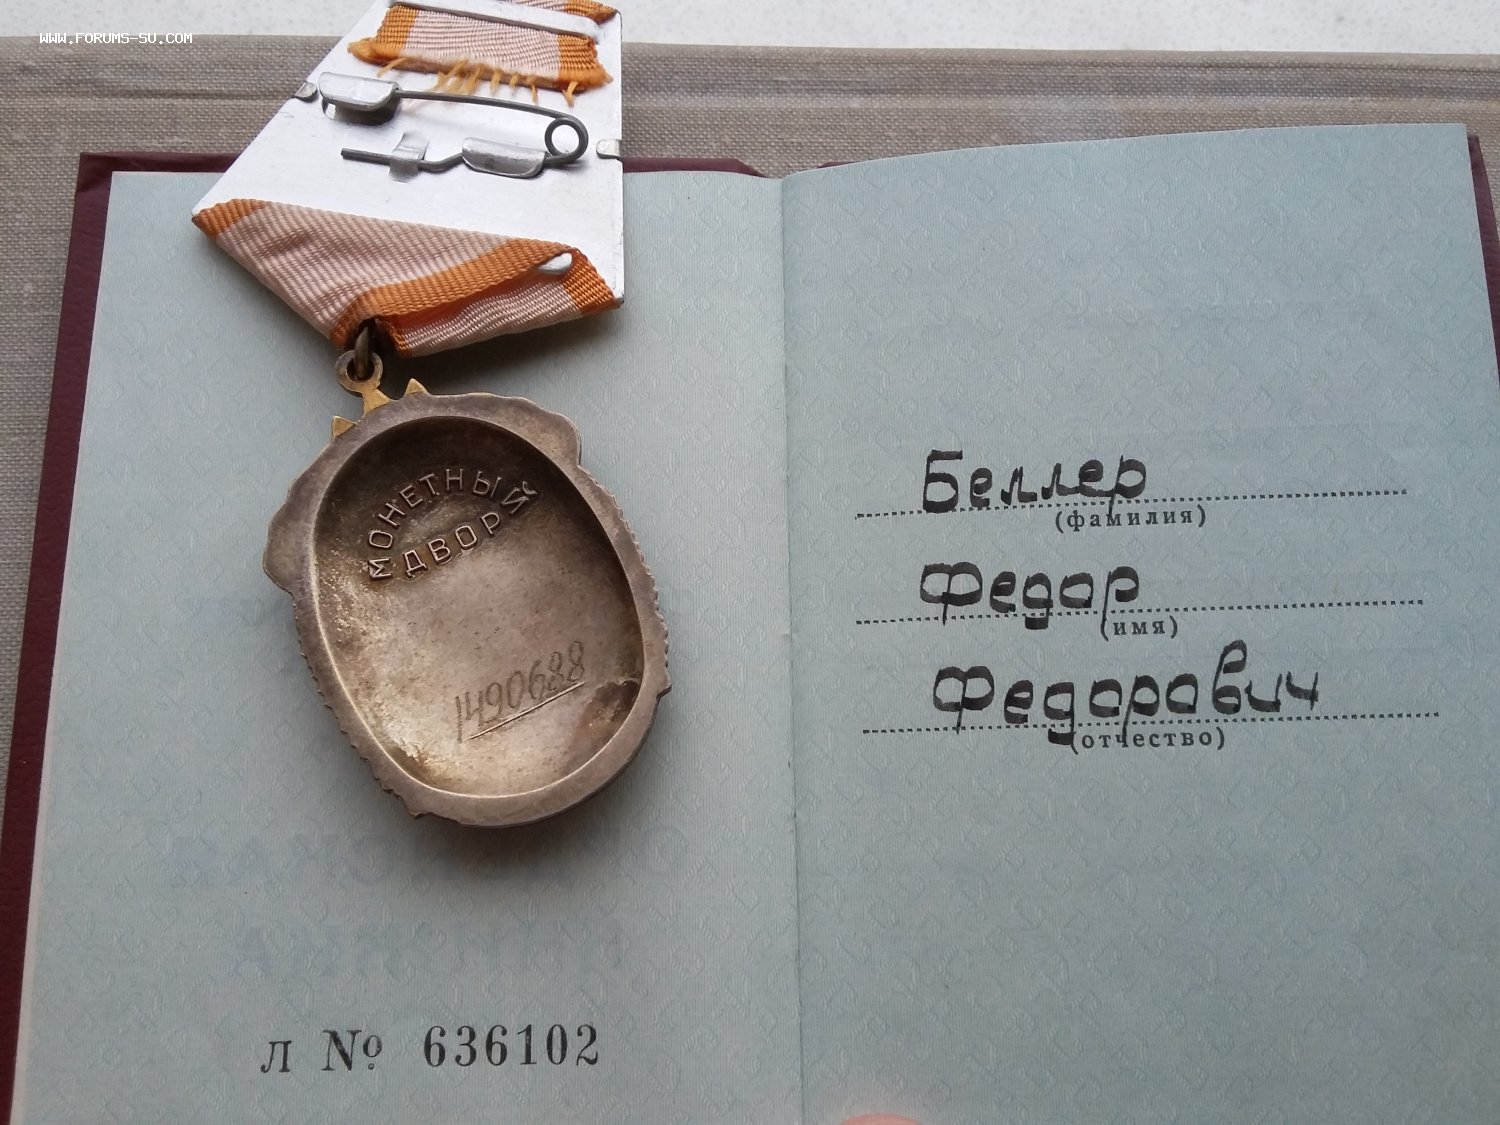 WWW.FORUMS-SU.COM
МОНЕТНЫЙ
ДВОР
1490688
Л № 636102
Беллер
(фамилия)
Федор
(имя)
Федорович
(отчество)